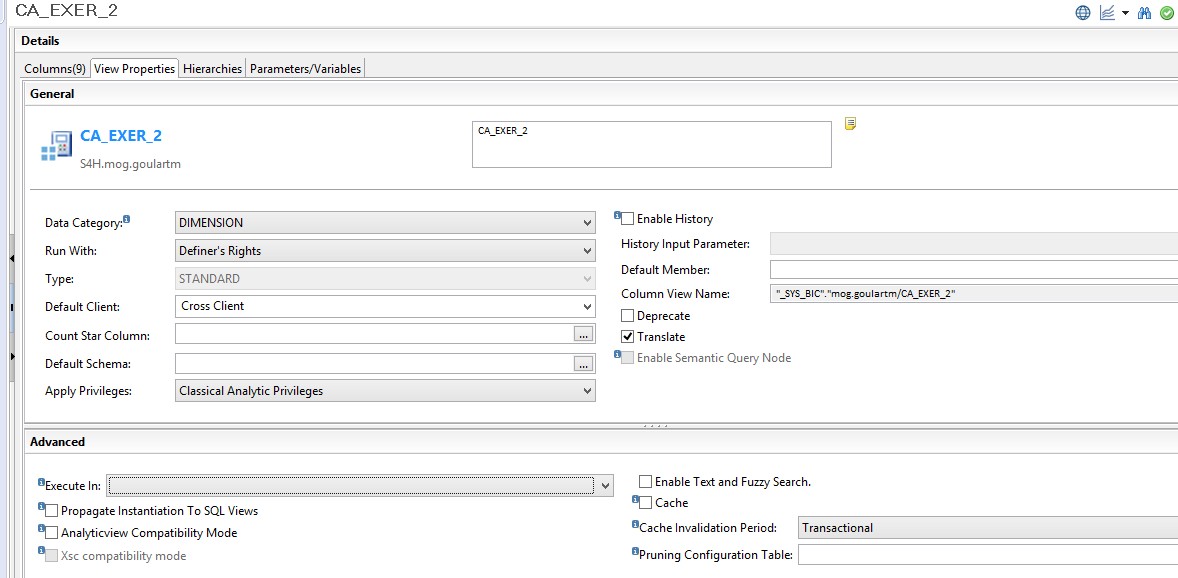 CA_EXER_2
Details
Columns(9) View Properties Hierarchies Parameters/Variables
General
CA_EXER_2
S4H.mog.goulartm
CA_EXER_2
Data Category: DIMENSION
Run With: Definer's Rights
Type: STANDARD
Default Client: Cross Client
Count Star Column: ...
Default Schema: ...
Apply Privileges: Classical Analytic Privileges
Enable History
History Input Parameter:
Default Member:
Column View Name: "_SYS_BIC"."mog.goulartm/CA_EXER_2"
Deprecate
Translate
Enable Semantic Query Node
Advanced
Execute In:
Propagate Instantiation To SQL Views
Analyticview Compatibility Mode
Xsc compatibility mode
Enable Text and Fuzzy Search.
Cache
Cache Invalidation Period: Transactional
Pruning Configuration Table: